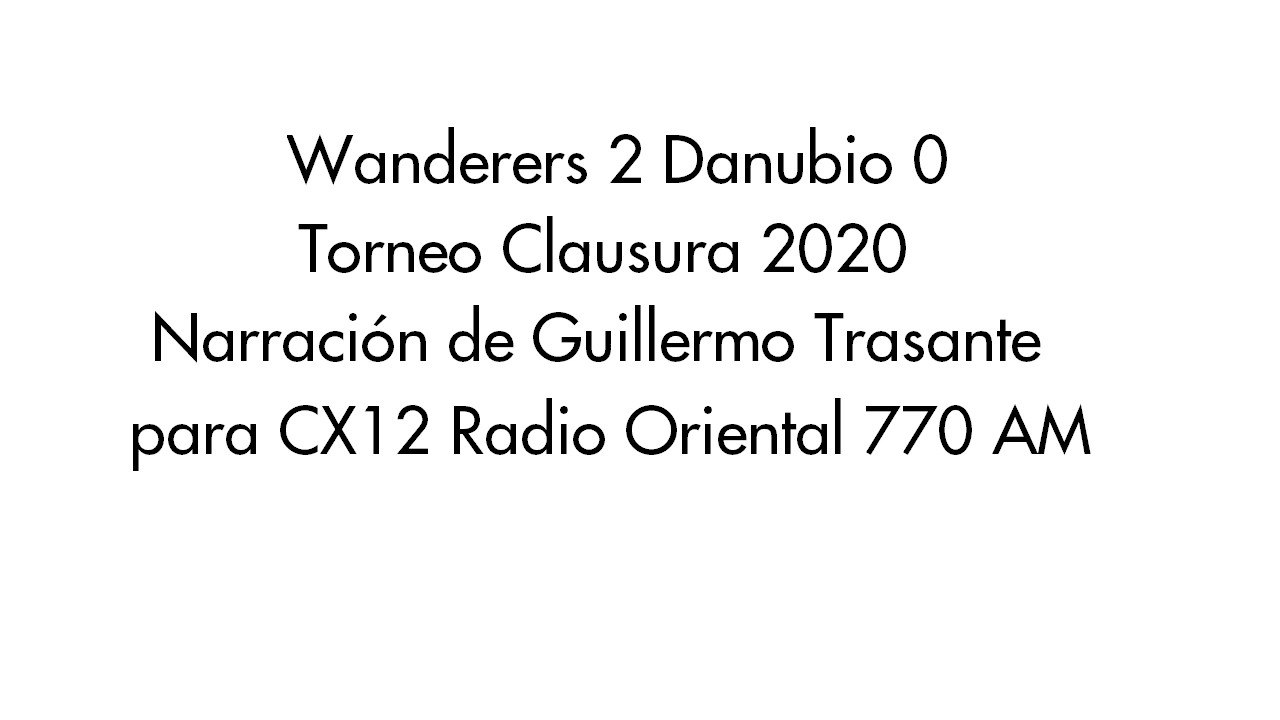 Wanderers 2 Danubio 0
Torneo Clausura 2020
Narración de Guillermo Trasante
para CX12 Radio Oriental 770 AM